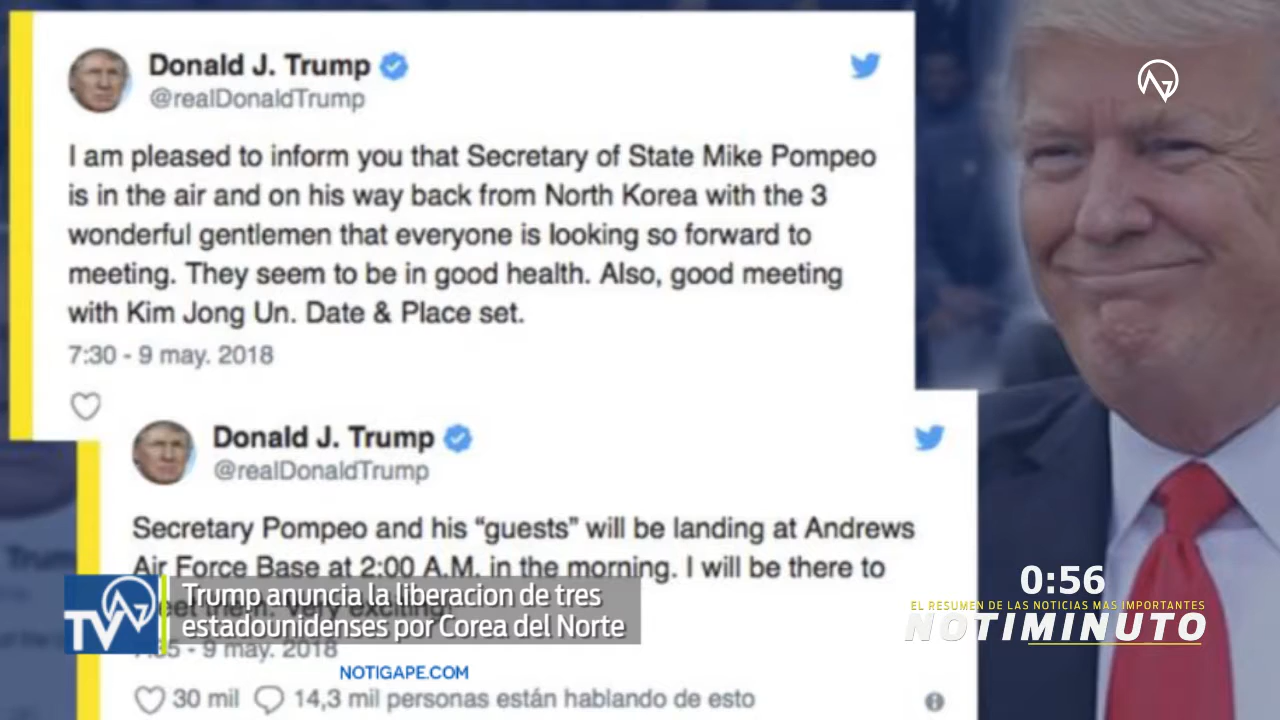 Donald J. Trump
@realDonaldTrump
I am pleased to inform you that Secretary of State Mike Pompeo
is in the air and on his way back from North Korea with the 3
wonderful gentlemen that everyone is looking so forward to
meeting. They seem to be in good health. Also, good meeting
with Kim Jong Un. Date & Place set.
7:30 - 9 may. 2018
Donald J. Trump
@realDonaldTrump
Secretary Pompeo and his “guests” will be landing at Andrews
Air Force Base at 2:00 A.M. in the morning. I will be there to
meet them. Very exciting!
- 9 may. 2018
30 mil 14,3 mil personas están hablando de esto
TV
Trump anuncia la liberacion de tres
estadounidenses por Corea del Norte
NOTIGAPE.COM
0:56
EL RESUMEN DE LAS NOTICIAS MAS IMPORTANTES
NOTIMINUTO